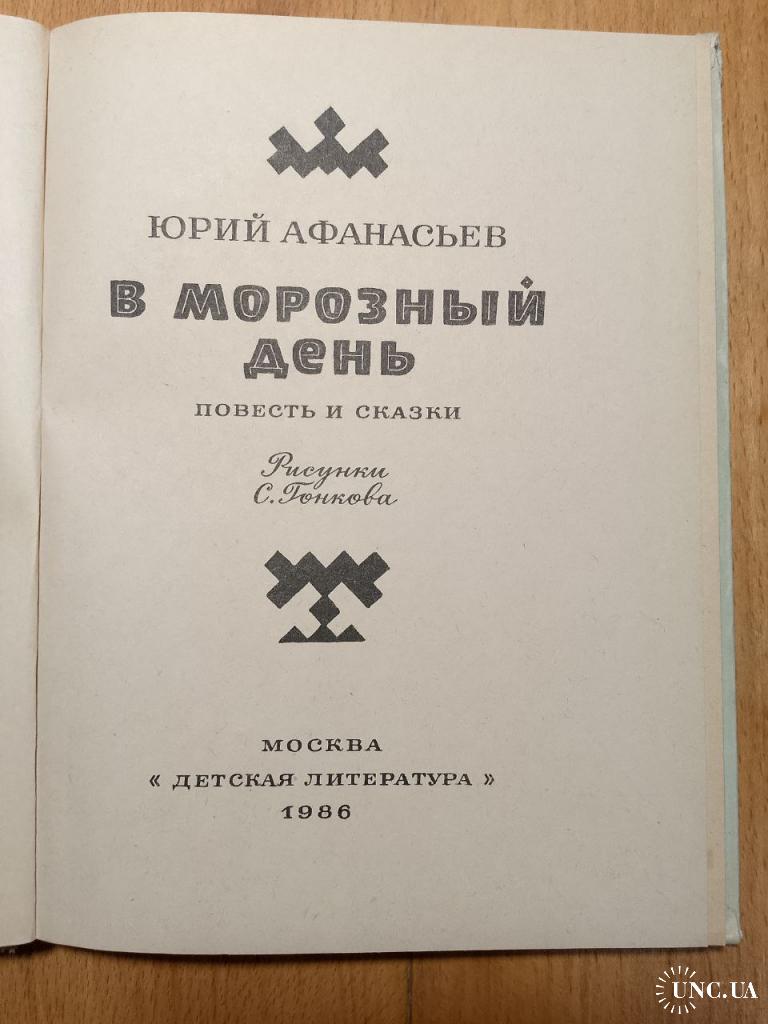 ЮРИЙ АФАНАСЬЕВ
В МОРОЗНЫЙ
ДЕНЬ
ПОВЕСТЬ И СКАЗКИ
Рисунки
С. Гонкова
МОСКВА
«ДЕТСКАЯ ЛИТЕРАТУРА»
1986
UNC.UA